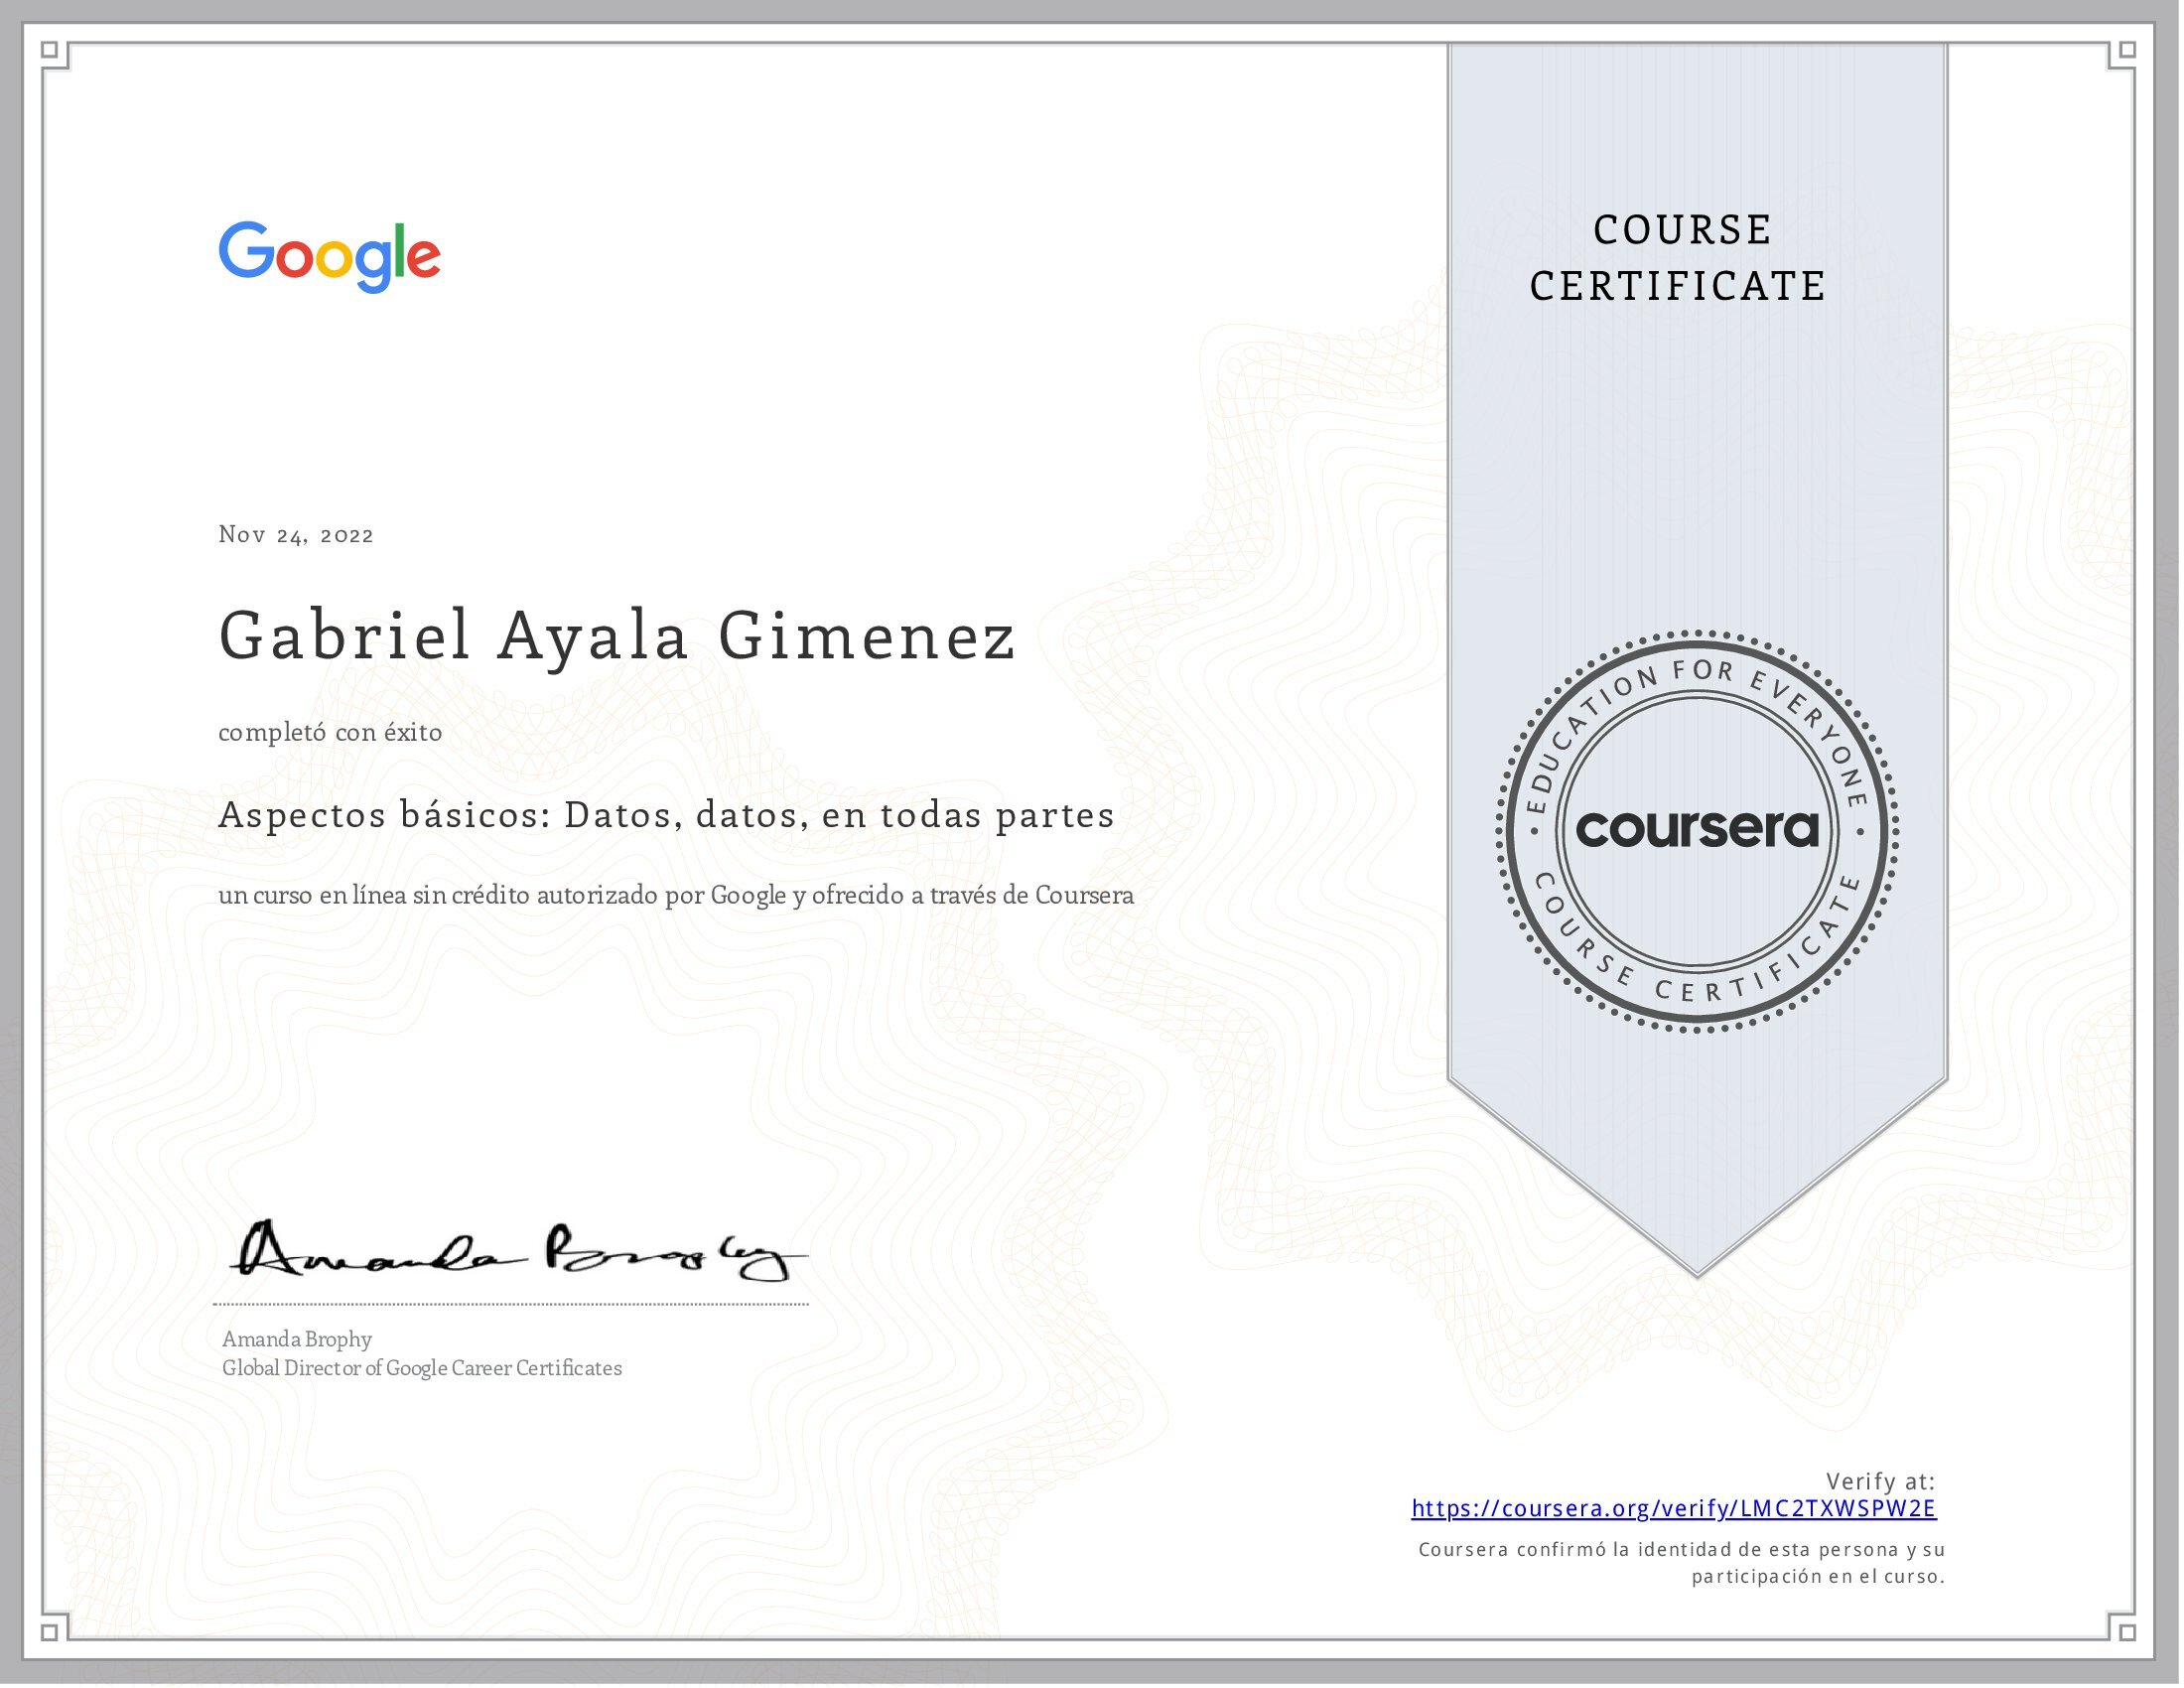 Google
COURSE
CERTIFICATE
Nov 24, 2022
Gabriel Ayala Gimenez
completó con éxito
Aspectos básicos: Datos, datos, en todas partes
un curso en línea sin crédito autorizado por Google y ofrecido a través de Coursera
EDUCATION FOR EVERYONE
coursera
COURSE CERTIFICATE
Amanda Brophy
Amanda Brophy
Global Director of Google Career Certificates
Verify at:
https://coursera.org/verify/LMC2TXWSPW2E
Coursera confirmó la identidad de esta persona y su
participación en el curso.